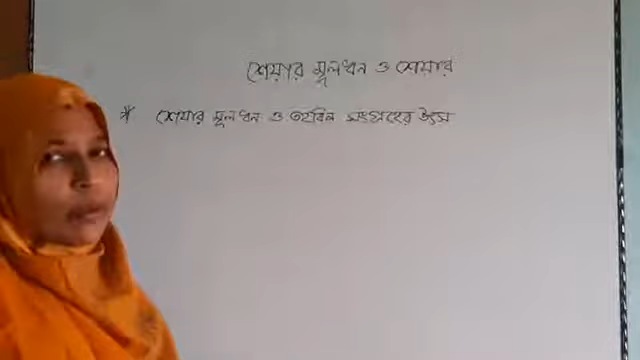 শেয়ার মূলধন ও শেয়ার
* শেয়ার মূলধন ও তহবিল সংগ্রহের উৎস